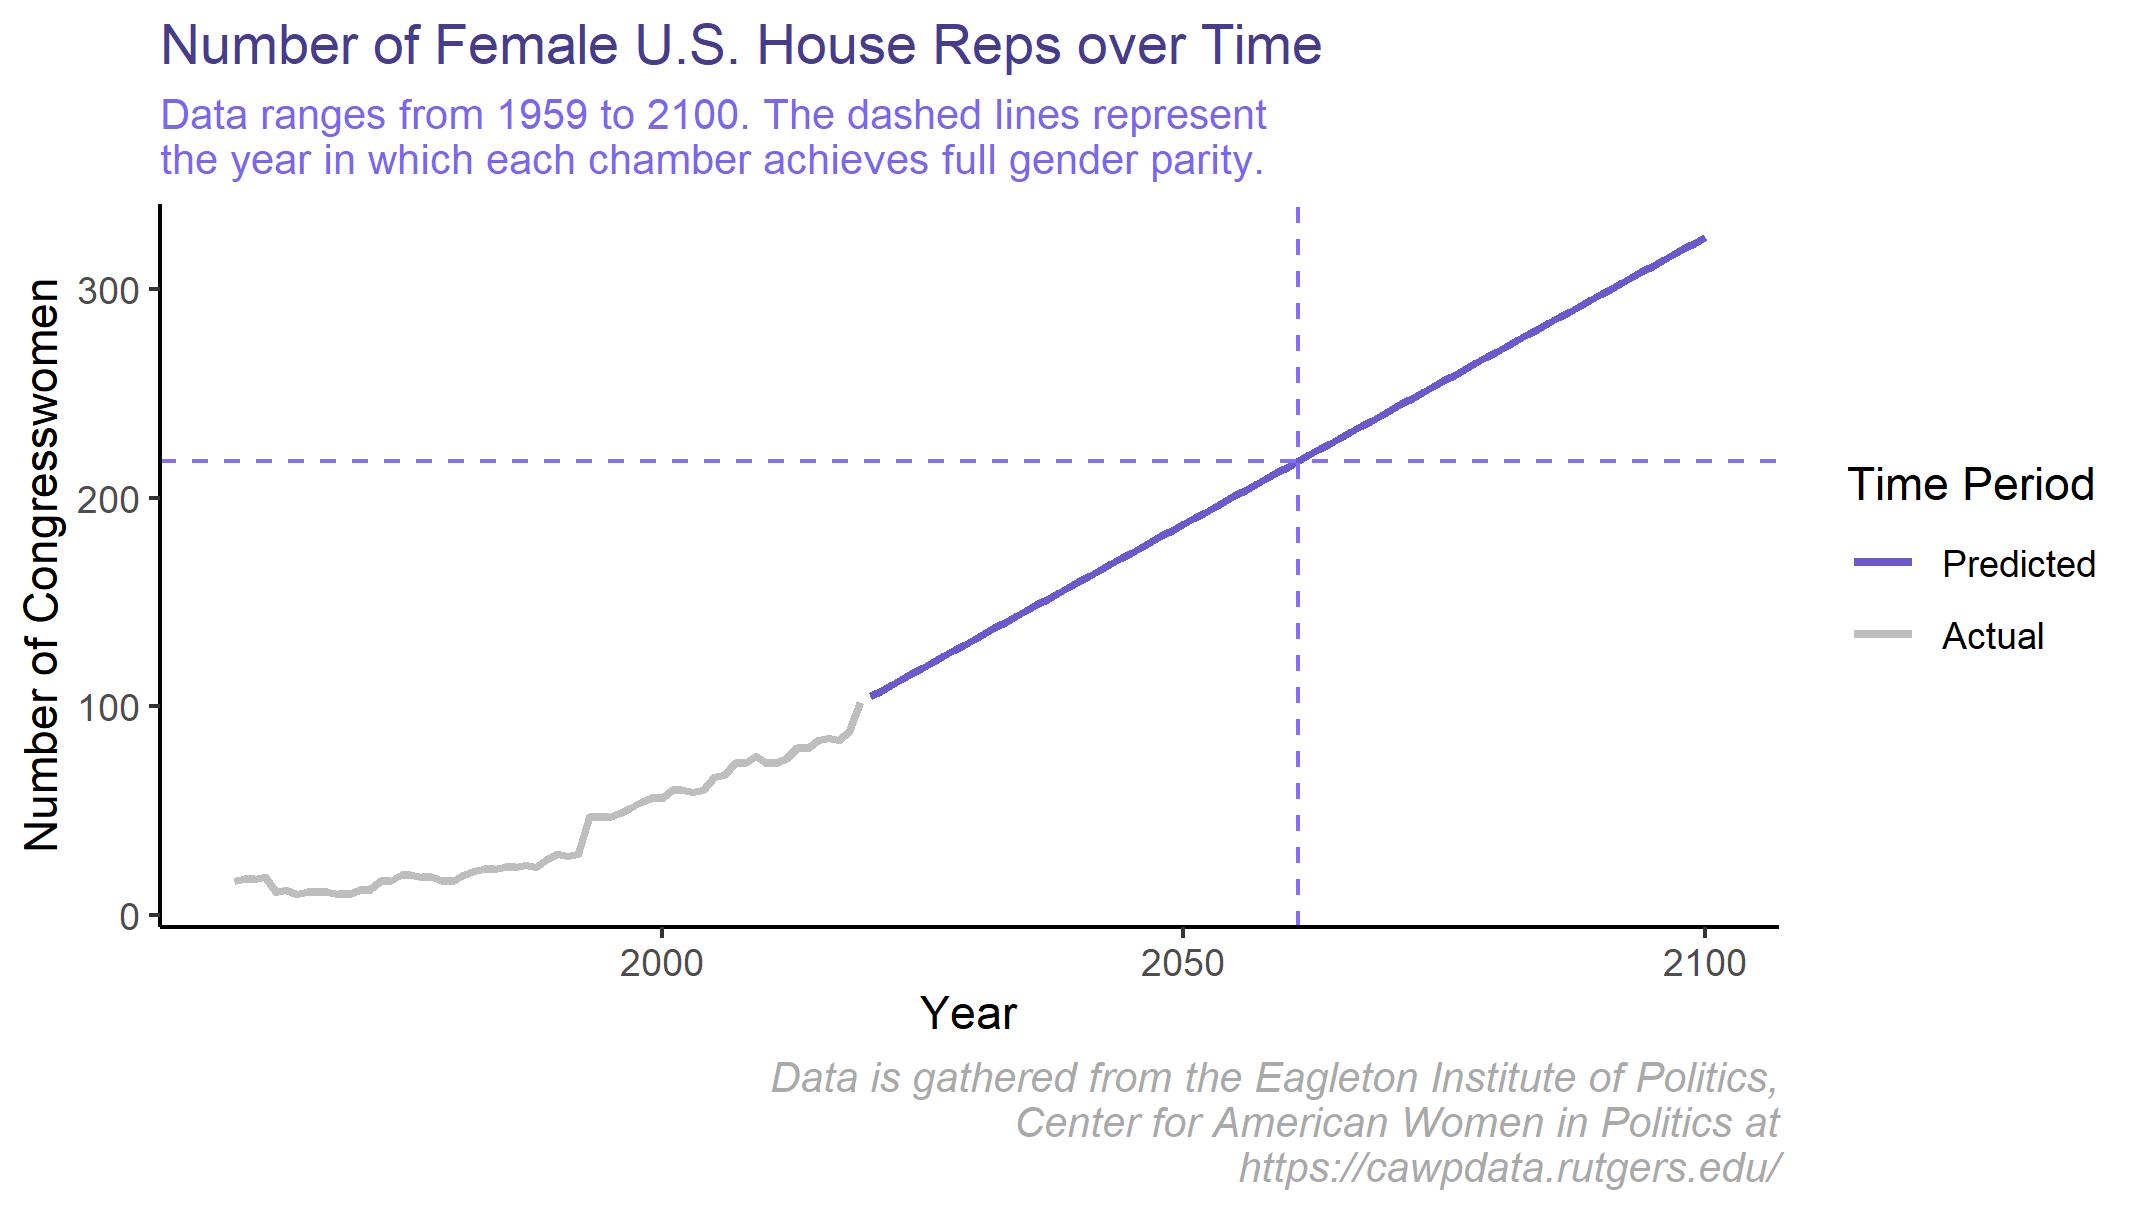 Number of Female U.S. House Reps over Time
Data ranges from 1959 to 2100. The dashed lines represent
the year in which each chamber achieves full gender parity.
Number of Congresswomen
300
200
100
0
2000
2050
2100
Year
Time Period
Predicted
Actual
Data is gathered from the Eagleton Institute of Politics,
Center for American Women in Politics at
https://cawpdata.rutgers.edu/